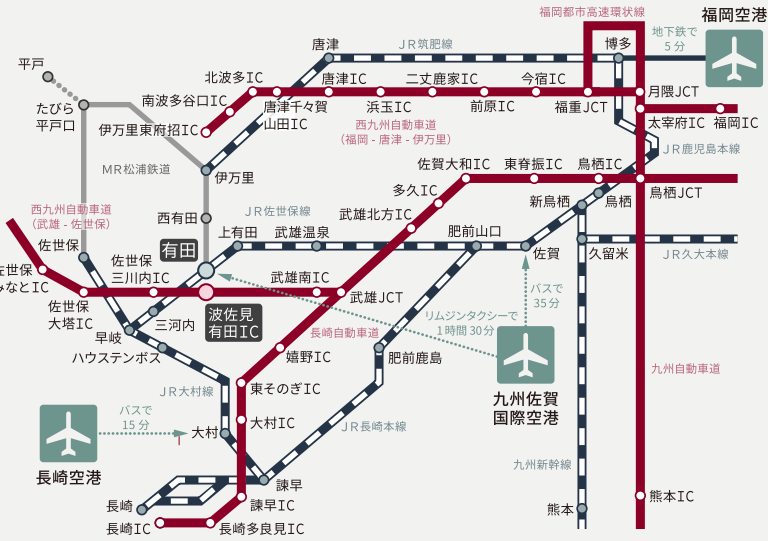 福岡都市高速環状線
福岡空港
唐津
JR筑肥線
博多
地下鉄で
5分
平戸
北波多IC
唐津IC
二丈鹿家IC
今宿IC
月隈JCT
南波多谷口IC
たびら
平戸口
唐津千々賀
山田IC
浜玉IC
前原IC
福重JCT
太宰府IC
福岡IC
伊万里東府招IC
西九州自動車道
（福岡 - 唐津 - 伊万里）
JR鹿児島本線
MR松浦鉄道
伊万里
佐賀大和IC
東脊振IC
鳥栖IC
鳥栖JCT
多久IC
新鳥栖
鳥栖
西九州自動車道
（武雄 - 佐世保）
西有田
JR佐世保線
武雄北方IC
上有田
武雄温泉
肥前山口
佐世保
有田
佐賀
久留米
JR久大本線
佐世保
三川内IC
佐世保
みなとIC
武雄南IC
武雄JCT
バスで
35分
佐世保
大塔IC
波佐見
有田IC
三河内
リムジンタクシーで
1時間30分
早岐
長崎自動車道
ハウステンボス
嬉野IC
肥前鹿島
九州自動車道
JR大村線
東そのぎIC
九州佐賀
国際空港
バスで
15分
大村
大村IC
JR長崎本線
長崎空港
九州新幹線
諫早
長崎
諫早IC
熊本
熊本IC
長崎IC
長崎多良見IC